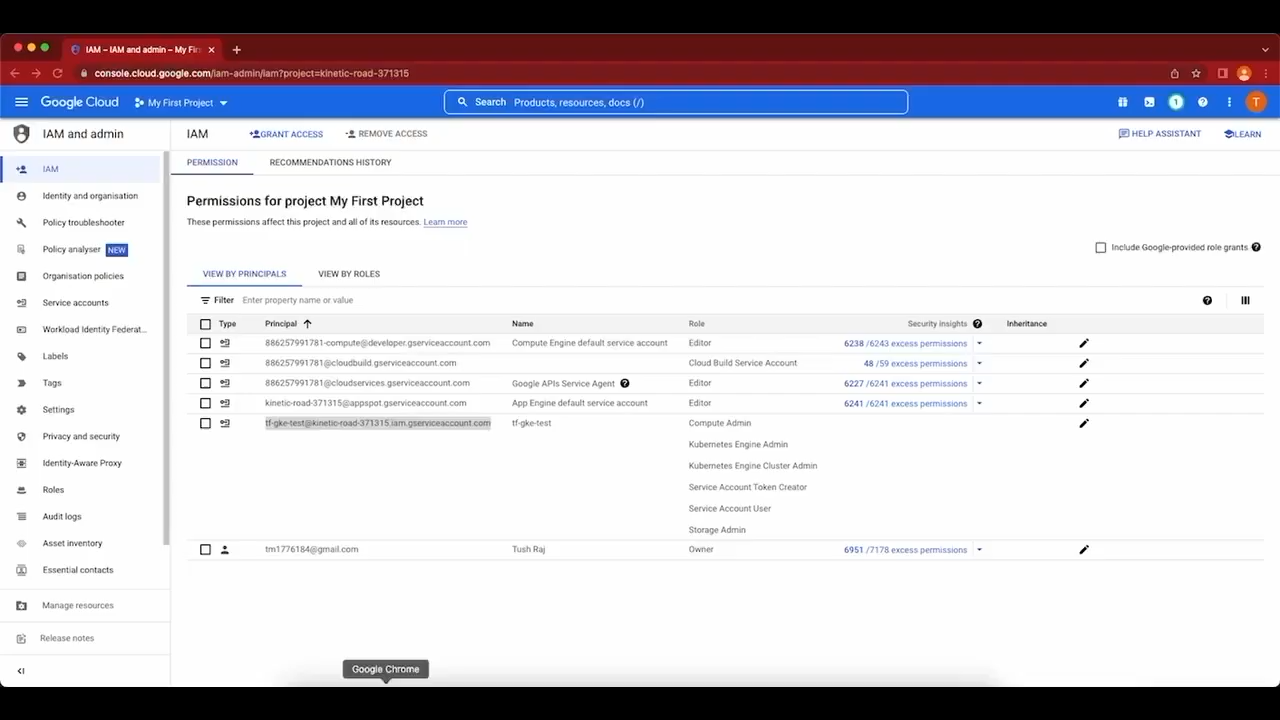 IAM – IAM and admin – My Firs
console.cloud.google.com/iam-admin/iam?project=kinetic-road-371315
Google Cloud My First Project Search Products, resources, docs (/) 1 T
IAM and admin
IAM
Identity and organisation
Policy troubleshooter
Policy analyser NEW
Organisation policies
Service accounts
Workload Identity Federat...
Labels
Tags
Settings
Privacy and security
Identity-Aware Proxy
Roles
Audit logs
Asset inventory
Essential contacts
Manage resources
Release notes
IAM GRANT ACCESS REMOVE ACCESS HELP ASSISTANT LEARN
PERMISSION RECOMMENDATIONS HISTORY
Permissions for project My First Project
These permissions affect this project and all of its resources. Learn more
Include Google-provided role grants
VIEW BY PRINCIPALS VIEW BY ROLES
Filter Enter property name or value
Type Principal Name Role Security insights Inheritance
886257991781-compute@developer.gserviceaccount.com Compute Engine default service account Editor 6238 /6243 excess permissions
886257991781@cloudbuild.gserviceaccount.com Cloud Build Service Account 48 /59 excess permissions
886257991781@cloudservices.gserviceaccount.com Google APIs Service Agent Editor 6227 /6241 excess permissions
kinetic-road-371315@appspot.gserviceaccount.com App Engine default service account Editor 6241 /6241 excess permissions
tf-gke-test@kinetic-road-371315.iam.gserviceaccount.com tf-gke-test Compute Admin
Kubernetes Engine Admin
Kubernetes Engine Cluster Admin
Service Account Token Creator
Service Account User
Storage Admin
tm1776184@gmail.com Tush Raj Owner 6951 /7178 excess permissions
Google Chrome